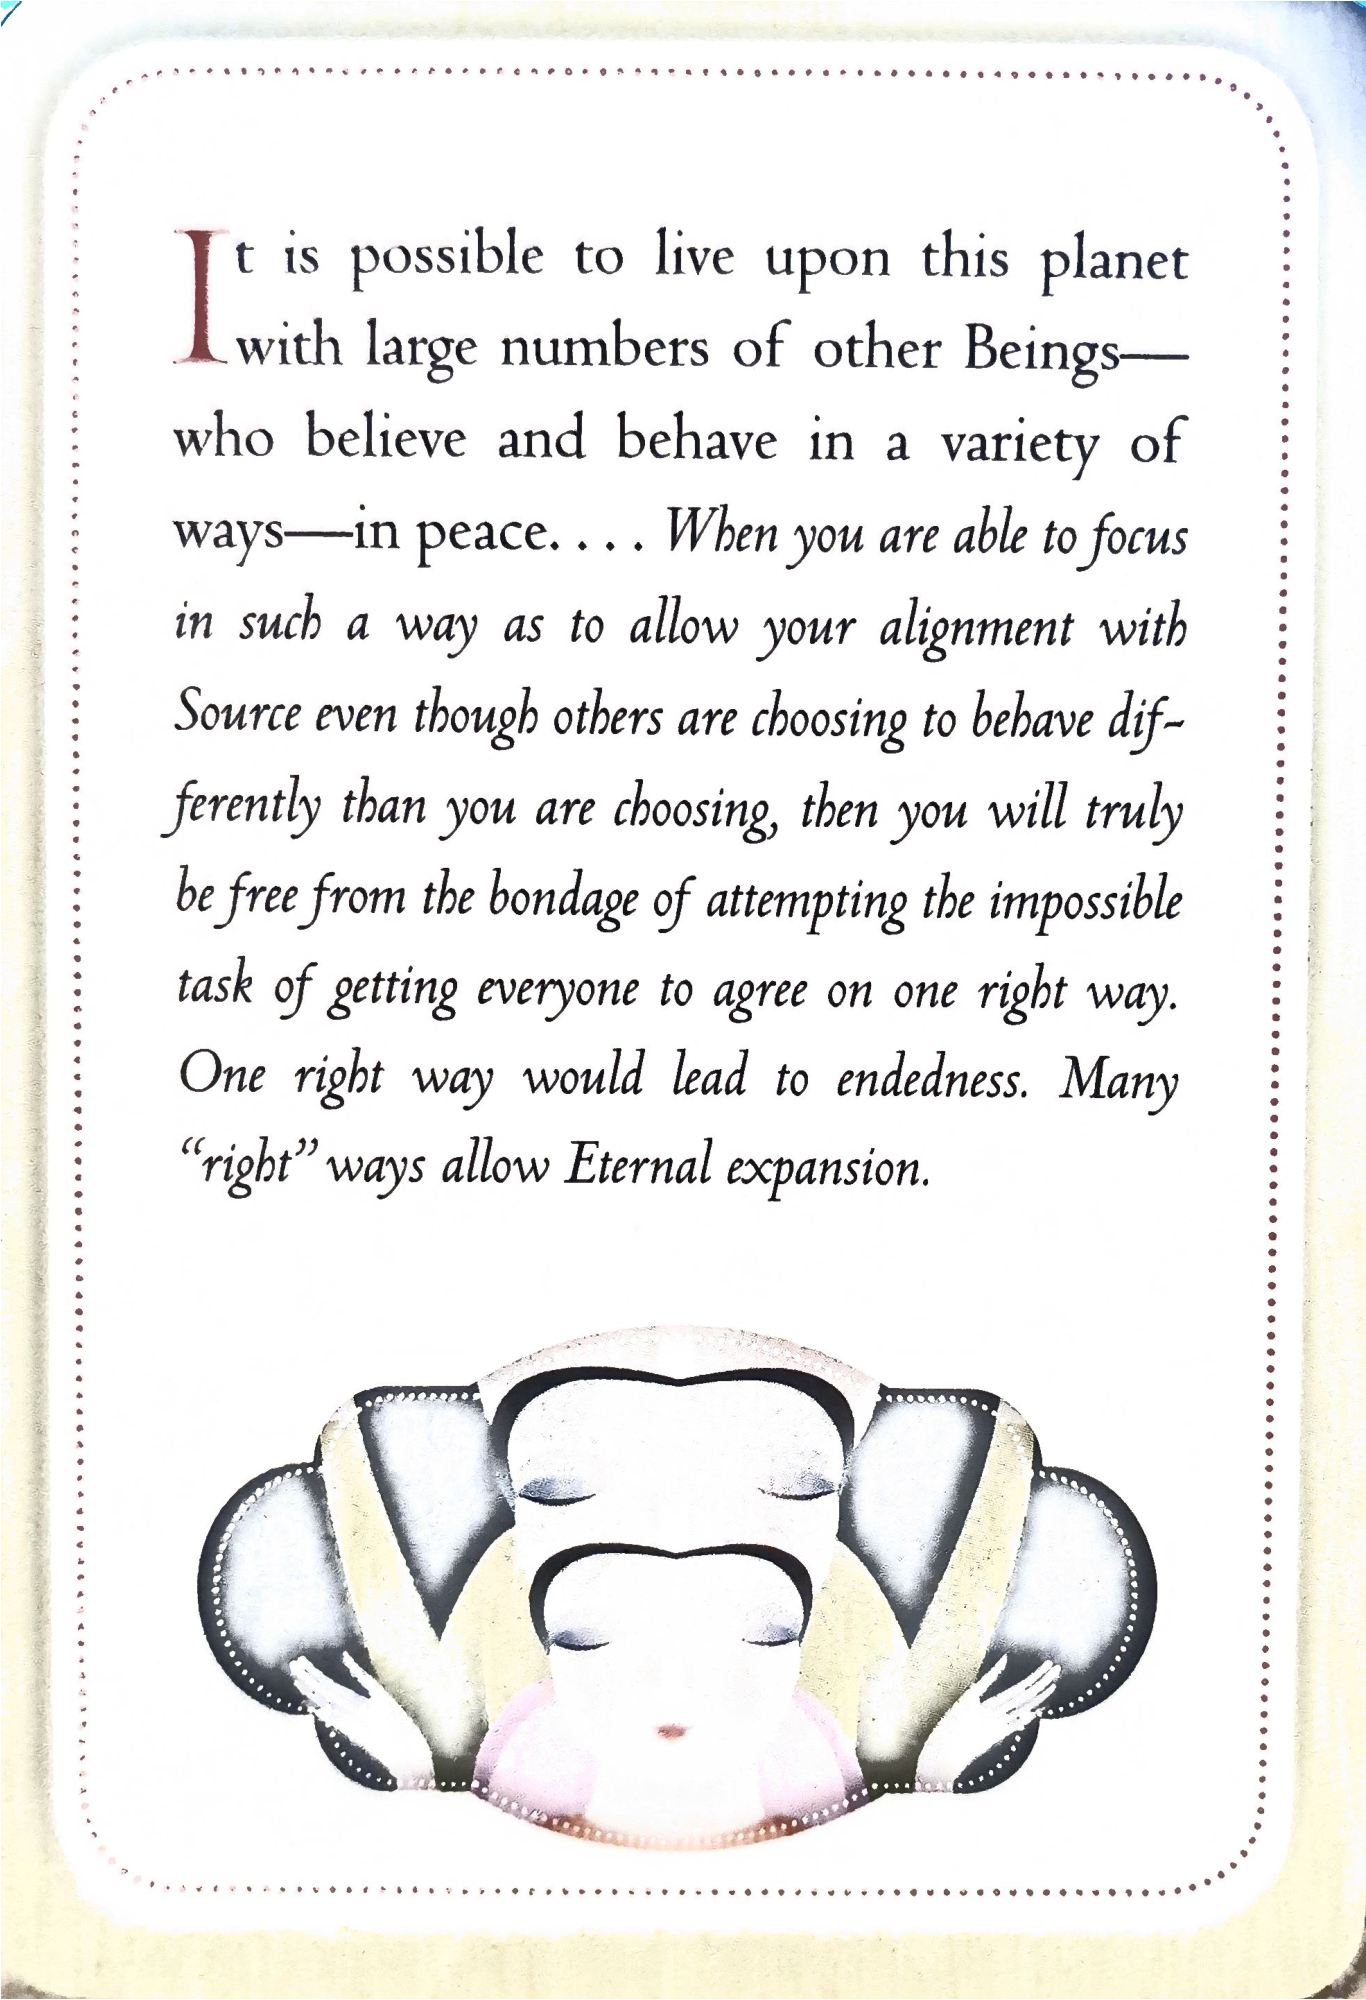 It is possible to live upon this planet
with large numbers of other Beings—
who believe and behave in a variety of
ways—in peace. . . . When you are able to focus
in such a way as to allow your alignment with
Source even though others are choosing to behave dif-
ferently than you are choosing, then you will truly
be free from the bondage of attempting the impossible
task of getting everyone to agree on one right way.
One right way would lead to endedness. Many
“right” ways allow Eternal expansion.